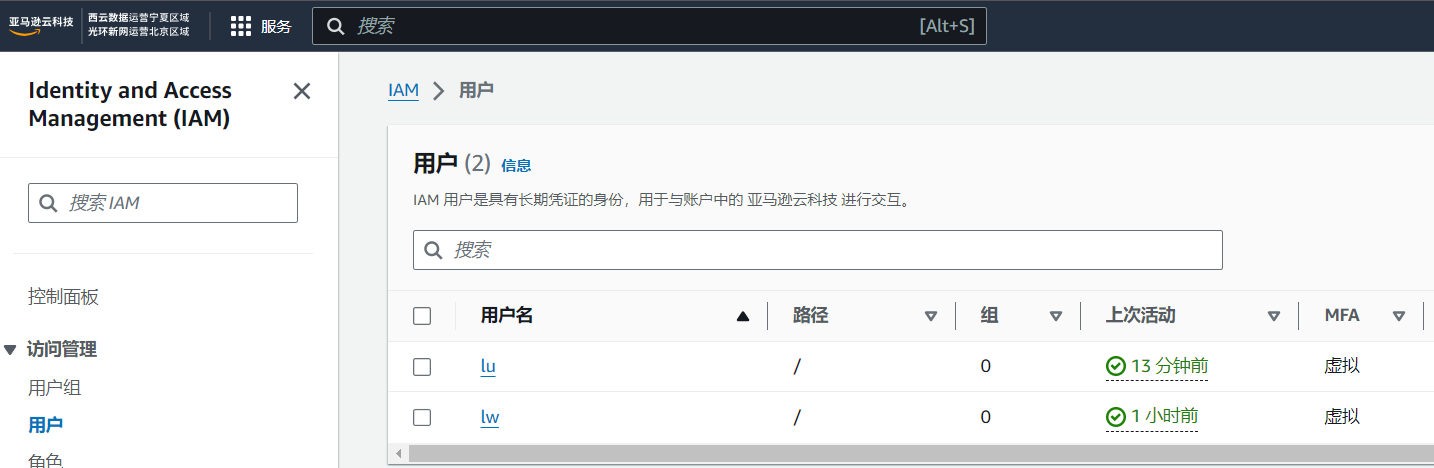 亚马逊云科技
西云数据运营宁夏区域
光环新网运营北京区域
服务
搜索
[Alt+S]
Identity and Access
Management (IAM)
搜索 IAM
控制面板
访问管理
用户组
用户
角色
IAM
用户
用户 (2) 信息
IAM 用户是具有长期凭证的身份，用于与账户中的 亚马逊云科技 进行交互。
搜索
用户名 路径 组 上次活动 MFA
lu / 0 13 分钟前 虚拟
lw / 0 1 小时前 虚拟